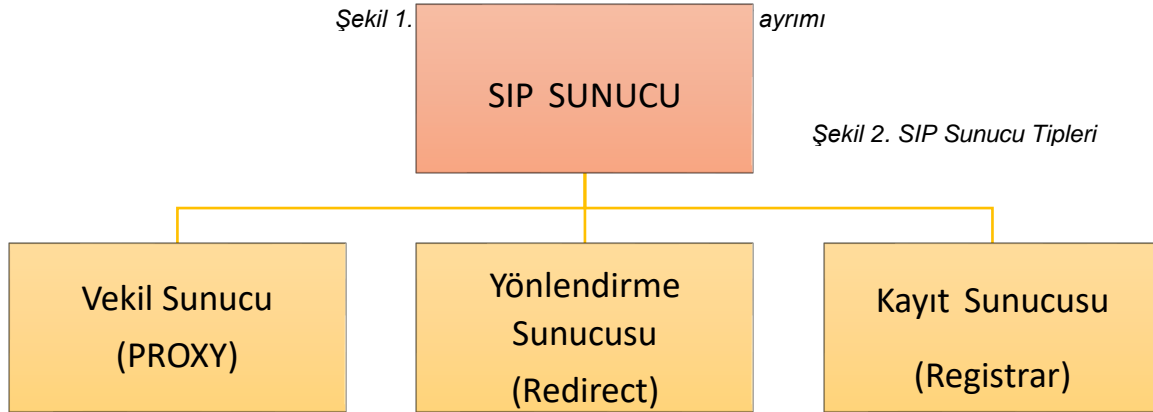 Şekil 1. ayrımı
SIP SUNUCU
Şekil 2. SIP Sunucu Tipleri
Vekil Sunucu
(PROXY)
Yönlendirme
Sunucusu
(Redirect)
Kayıt Sunucusu
(Registrar)